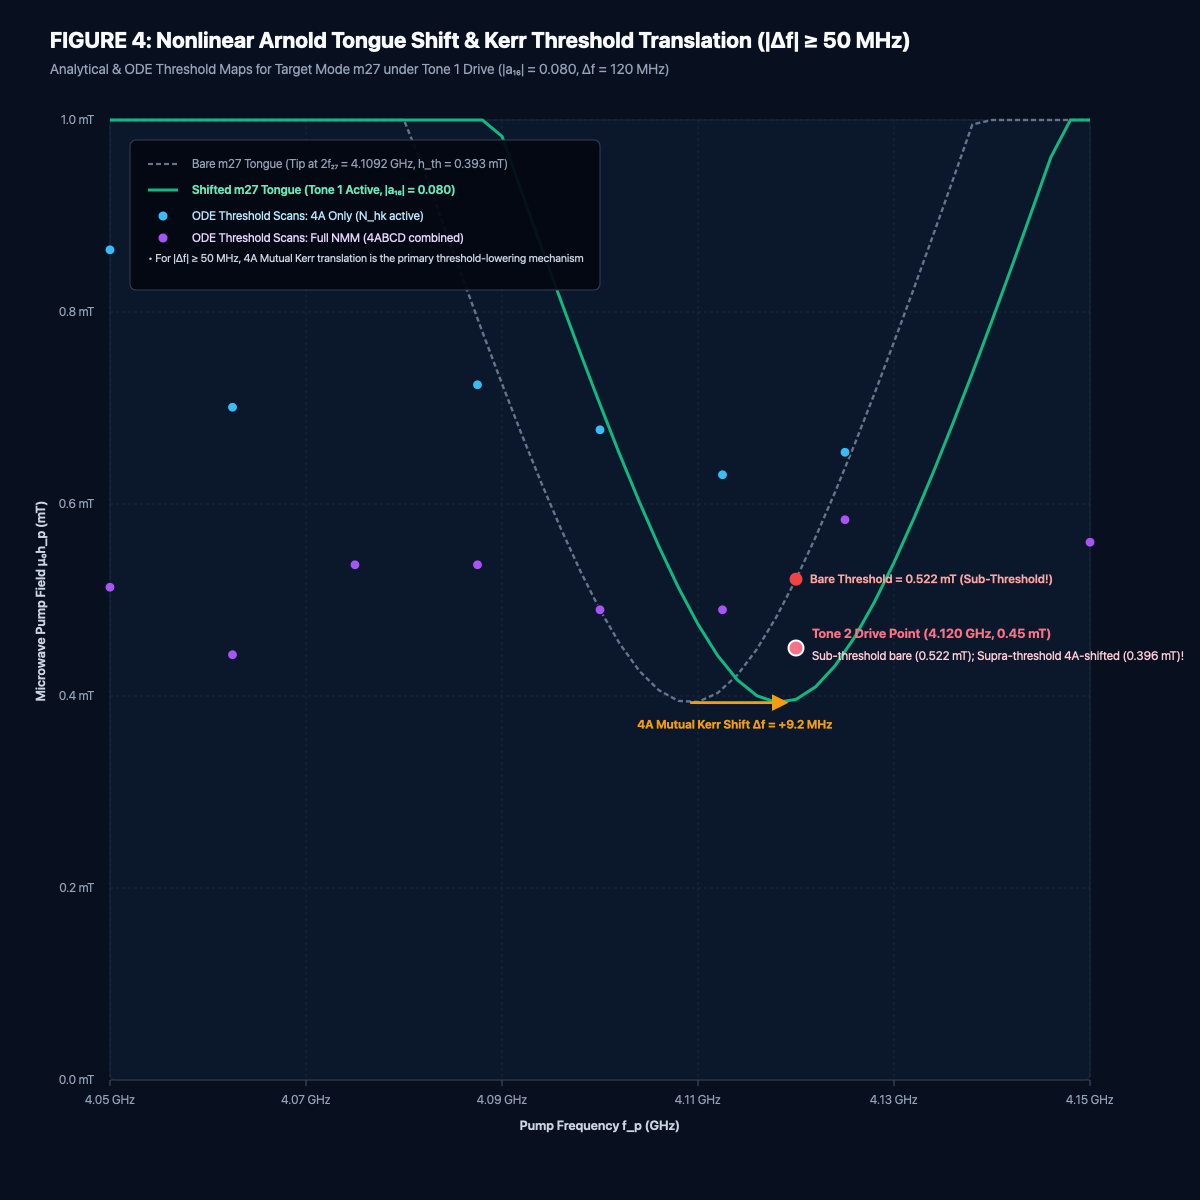 FIGURE 4: Nonlinear Arnold Tongue Shift & Kerr Threshold Translation (|Δf| ≥ 50 MHz)
Analytical & ODE Threshold Maps for Target Mode m27 under Tone 1 Drive (|a₁₆| = 0.080, Δf = 120 MHz)
1.0 mT
Bare m27 Tongue (Tip at 2f₂₇ = 4.1092 GHz, h_th = 0.393 mT)
Shifted m27 Tongue (Tone 1 Active, |a₁₆| = 0.080)
ODE Threshold Scans: 4A Only (N_hk active)
ODE Threshold Scans: Full NMM (4ABCD combined)
• For |Δf| ≥ 50 MHz, 4A Mutual Kerr translation is the primary threshold-lowering mechanism
0.8 mT
0.6 mT
Microwave Pump Field μ₀h_p (mT)
Bare Threshold = 0.522 mT (Sub-Threshold!)
Tone 2 Drive Point (4.120 GHz, 0.45 mT)
Sub-threshold bare (0.522 mT); Supra-threshold 4A-shifted (0.396 mT)!
0.4 mT
4A Mutual Kerr Shift Δf = +9.2 MHz
0.2 mT
0.0 mT
4.05 GHz
4.07 GHz
4.09 GHz
4.11 GHz
4.13 GHz
4.15 GHz
Pump Frequency f_p (GHz)